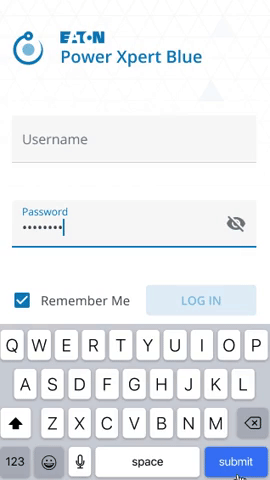 EATON
Power Xpert Blue
Username
Password
••••••••
Remember Me
LOG IN
Q W E R T Y U I O P
A S D F G H J K L
Z X C V B N M
123 space submit